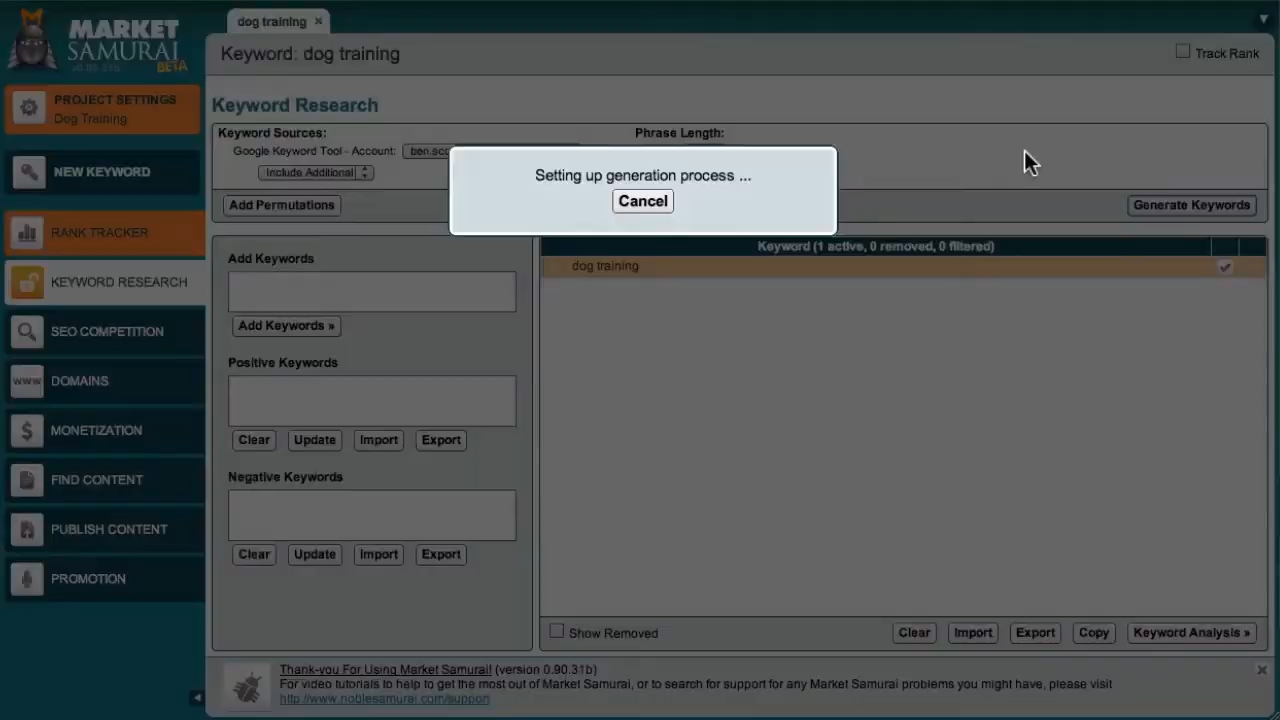 dog training
MARKET
SAMURAI
BETA
Keyword: dog training
Track Rank
PROJECT SETTINGS
Dog Training
NEW KEYWORD
RANK TRACKER
KEYWORD RESEARCH
SEO COMPETITION
WWW DOMAINS
$ MONETIZATION
FIND CONTENT
PUBLISH CONTENT
PROMOTION
Keyword Research
Keyword Sources:
Phrase Length:
Google Keyword Tool - Account:
Include Additional
Setting up generation process ...
Cancel
Add Permutations
Generate Keywords
Add Keywords
Add Keywords »
Positive Keywords
Clear Update Import Export
Negative Keywords
Clear Update Import Export
Keyword (1 active, 0 removed, 0 filtered)
dog training
Show Removed
Clear Import Export Copy Keyword Analysis »
Thank-you For Using Market Samurai! (version 0.90.31b)
For video tutorials to help to get the most out of Market Samurai, or to search for support for any Market Samurai problems you might have, please visit
http://www.noblesamurai.com/support